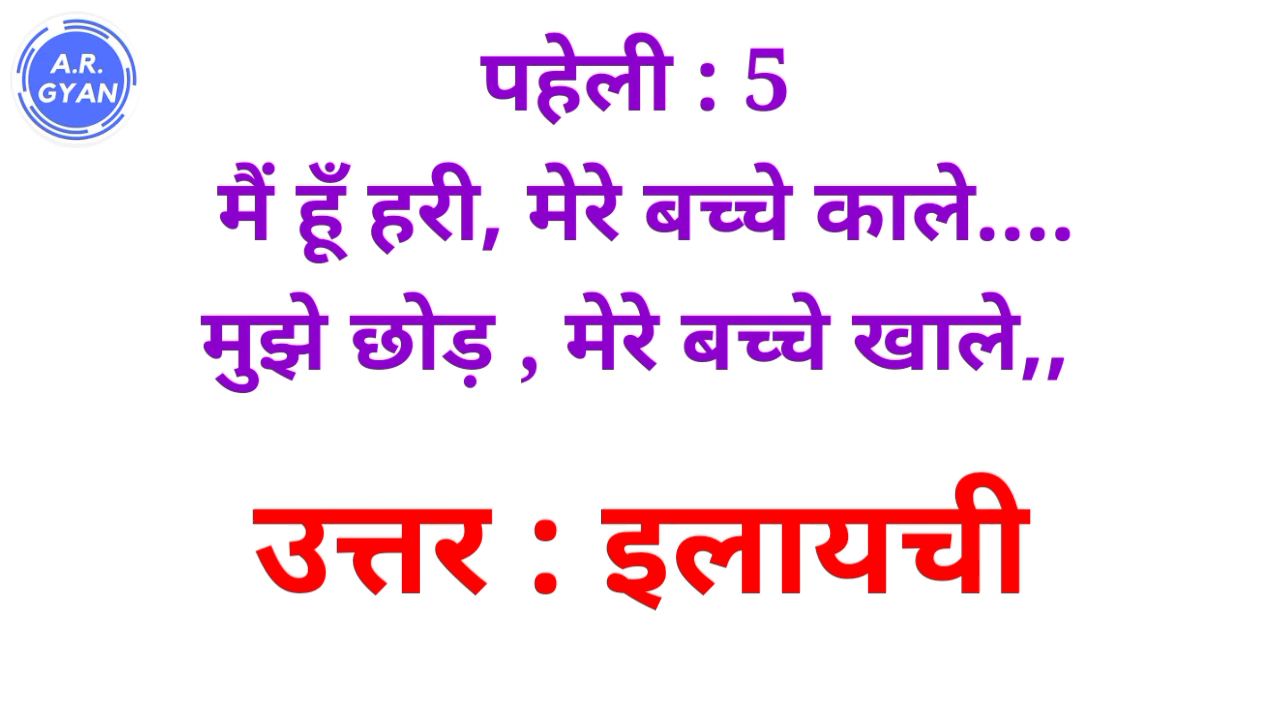 A.R.
GYAN
पहेली : 5
मैं हूँ हरी, मेरे बच्चे काले....
मुझे छोड़ , मेरे बच्चे खाले,,
उत्तर : इलायची